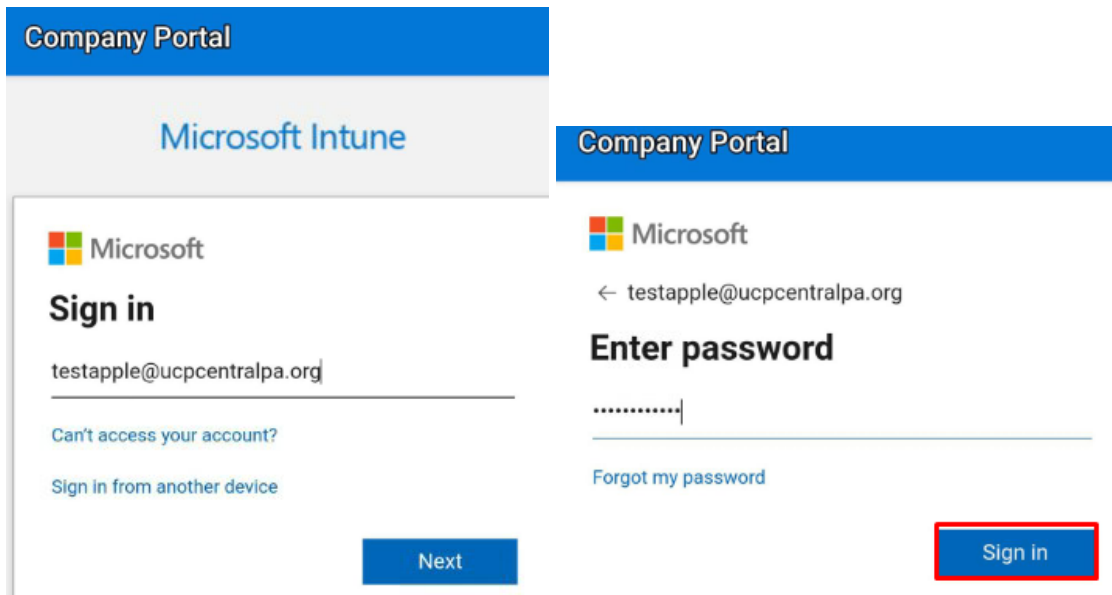 Company Portal
Microsoft Intune
Microsoft
Sign in
testapple@ucpcentralpa.org
Can't access your account?
Sign in from another device
Next
Company Portal
Microsoft
← testapple@ucpcentralpa.org
Enter password
••••••••••••
Forgot my password
Sign in